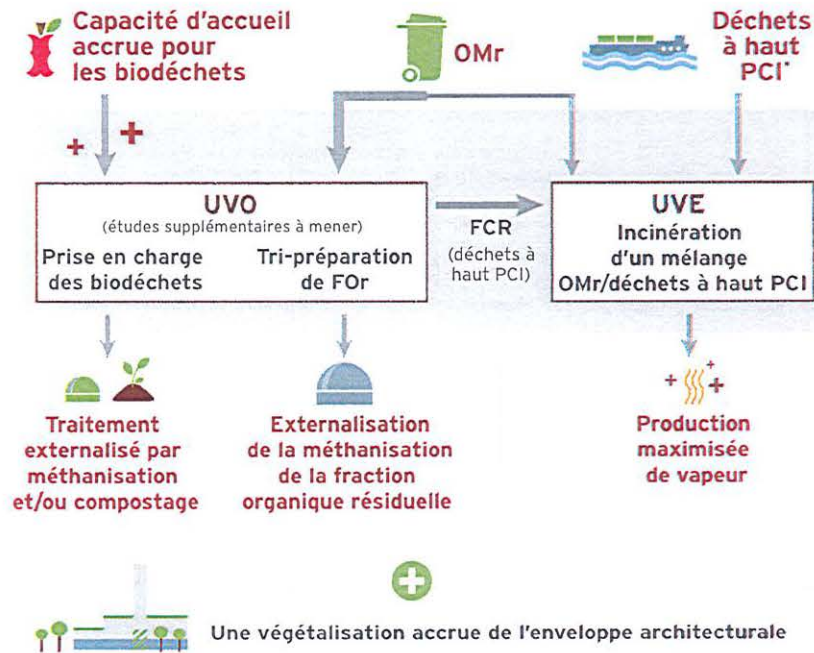 Capacité d'accueil
accrue pour
les biodéchets
OMr
Déchets
à haut
PCI*
UVO
(études supplémentaires à mener)
Prise en charge
des biodéchets
Tri-préparation
de FOr
FCR
(déchets à
haut PCI)
UVE
Incinération
d'un mélange
OMr/déchets à haut PCI
Traitement
externalisé par
méthanisation
et/ou compostage
Externalisation
de la méthanisation
de la fraction
organique résiduelle
Production
maximisée
de vapeur
Une végétalisation accrue de l'enveloppe architecturale